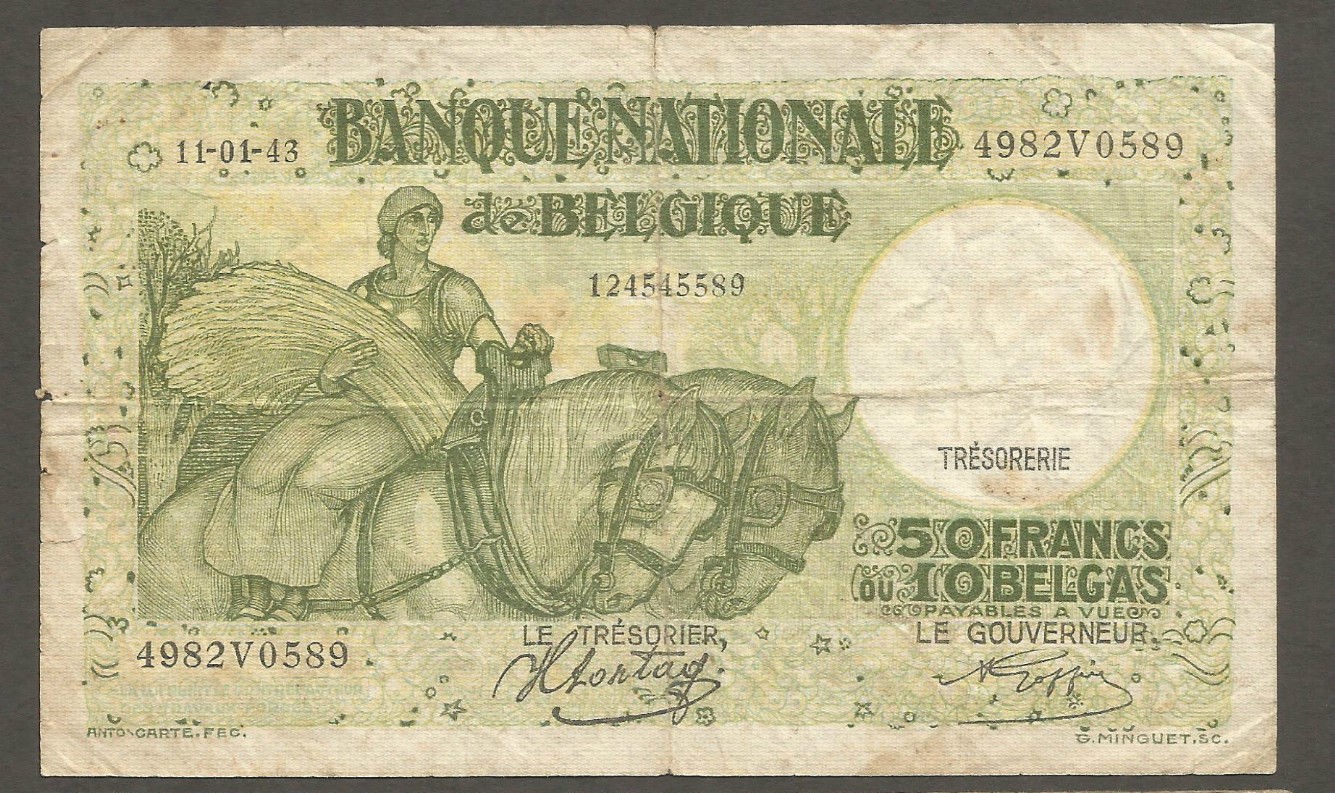 11-01-43 BANQUE NATIONALE 4982V0589
de BELGIQUE
124545589
TRÉSORERIE
50 FRANCS
OU 10 BELGAS
PAYABLES A VUE
LE TRÉSORIER, LE GOUVERNEUR.
4982V0589
ANTO-CARTE.FEC. G.MINGUET,SC.